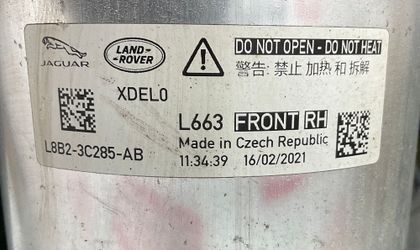 JAGUAR
LAND-
ROVER
DO NOT OPEN - DO NOT HEAT
警告: 禁止 加热 和 拆解
XDEL0
L663 FRONT RH
Made in Czech Republic
L8B2-3C285-AB
11:34:39 16/02/2021